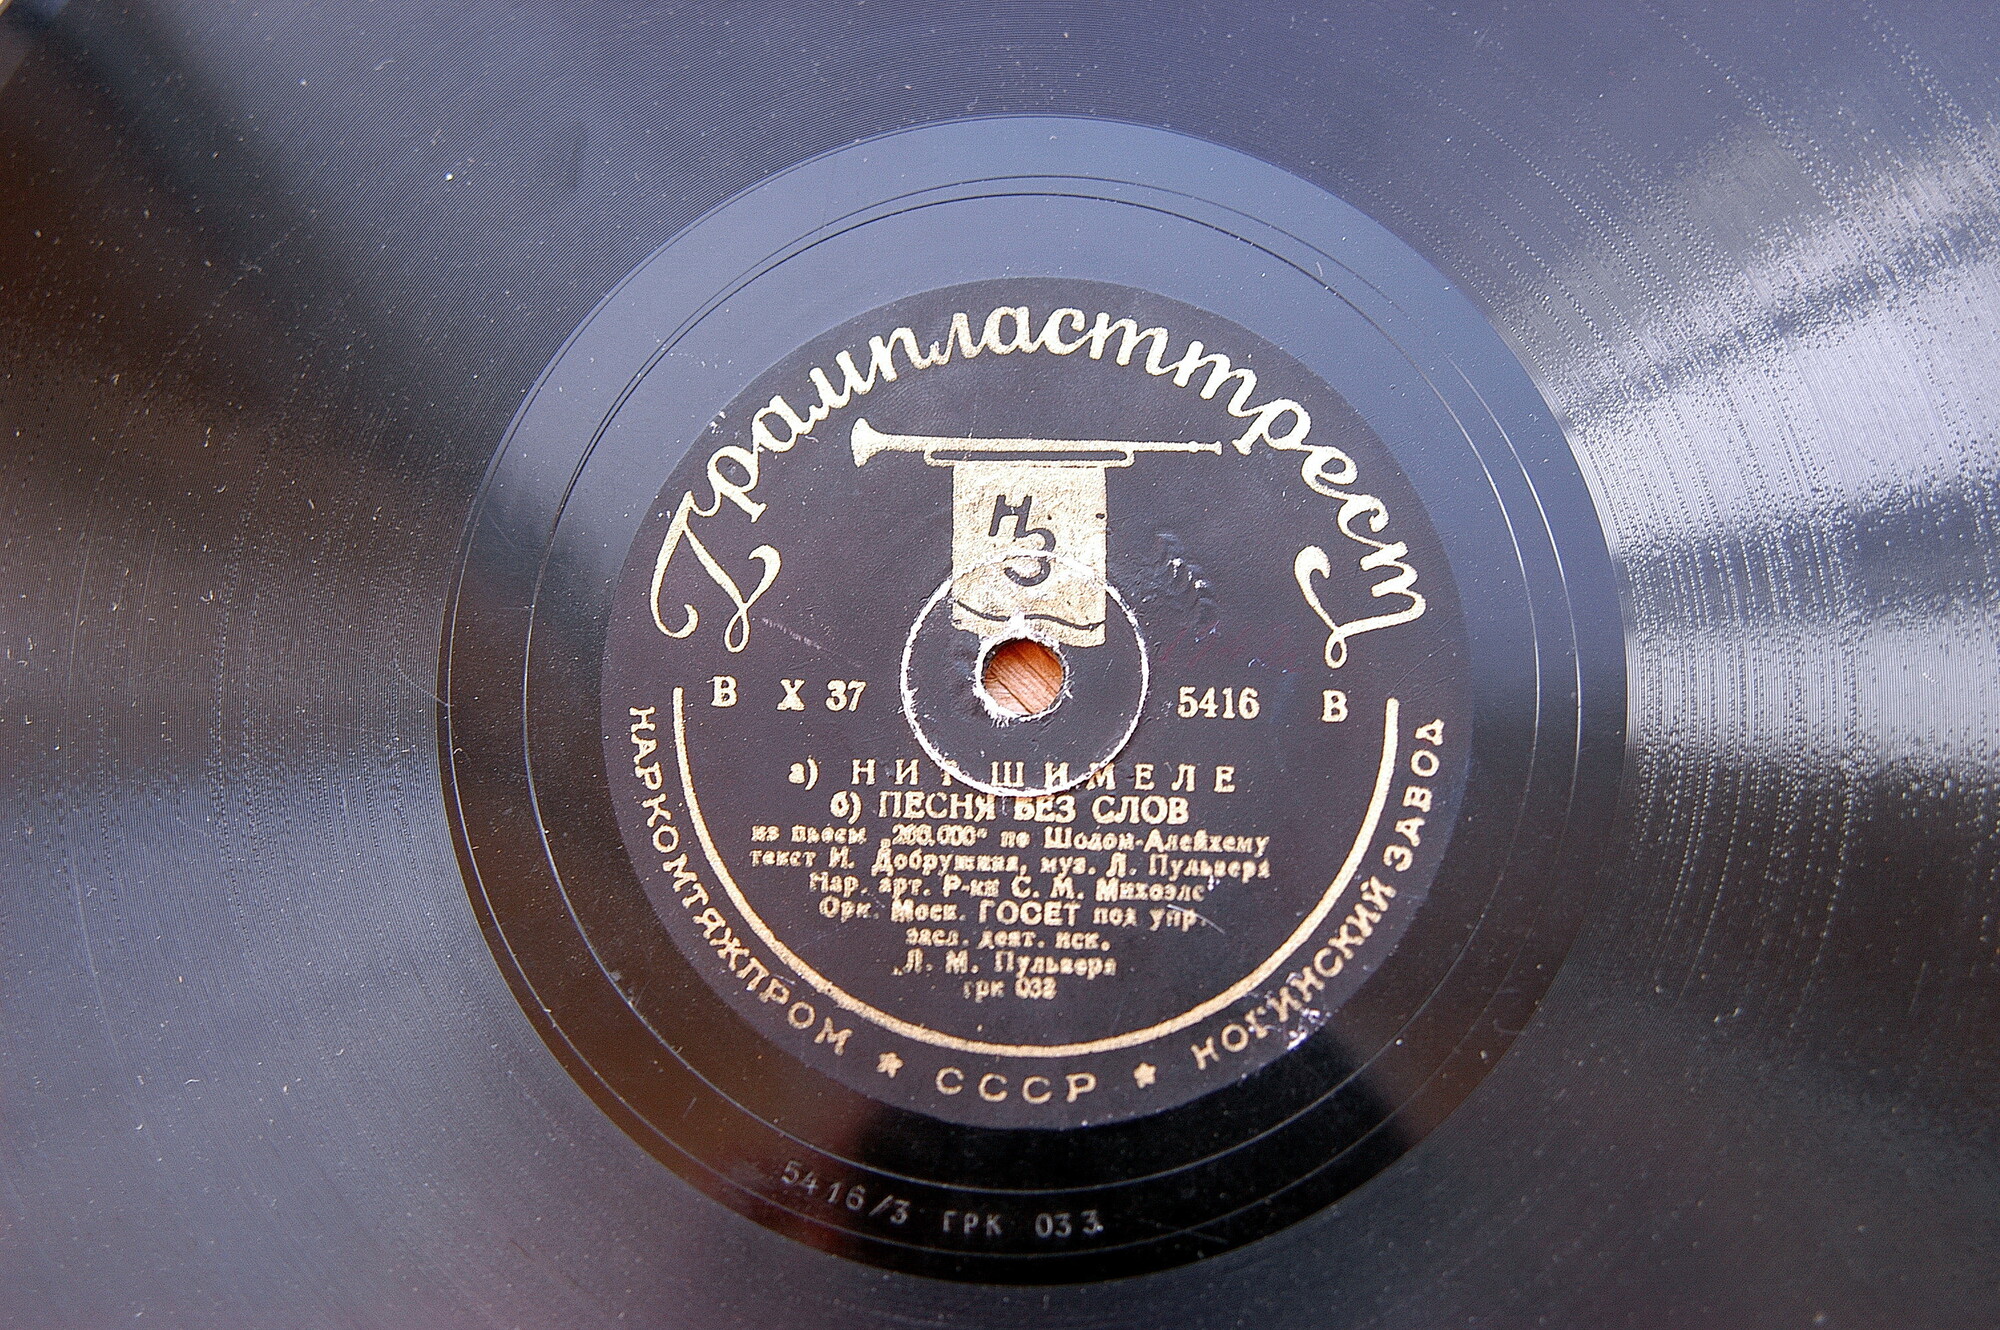 Грампласттрест
НЗ
В Х 37 5416 В
а) НИТ ШИМЕЛЕ
б) ПЕСНЯ БЕЗ СЛОВ
из пьесы „200.000“ по Шолом-Алейхему
текст И. Добрушина, муз. Л. Пульвера
Нар. арт. Р-ки С. М. Михоэлс
Орк. Моск. ГОСЕТ под упр.
засл. деят. иск.
Л. М. Пульвера
грк 032
НАРКОМТЯЖПРОМ ★ СССР ★ НОГИНСКИЙ ЗАВОД
5416/3 ГРК 033